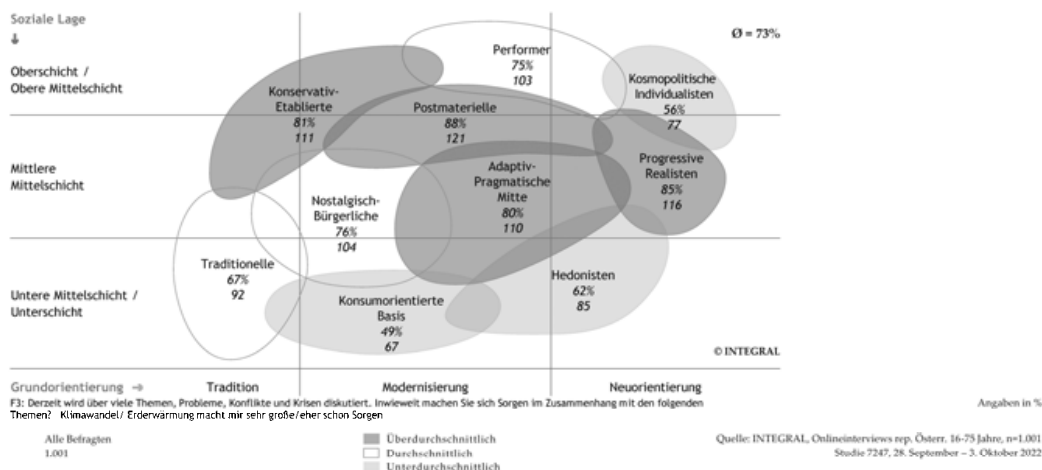 Soziale Lage
↓
Ø = 73%
Oberschicht /
Obere Mittelschicht
Performer
75%
103
Kosmopolitische
Individualisten
56%
77
Konservativ-
Etablierte
81%
111
Postmaterielle
88%
121
Mittlere
Mittelschicht
Adaptiv-
Pragmatische
Mitte
80%
110
Progressive
Realisten
85%
116
Nostalgisch-
Bürgerliche
76%
104
Traditionelle
67%
92
Hedonisten
62%
85
Untere Mittelschicht /
Unterschicht
Konsumorientierte
Basis
49%
67
© INTEGRAL
Grundorientierung → Tradition Modernisierung Neuorientierung
F3: Derzeit wird über viele Themen, Probleme, Konflikte und Krisen diskutiert. Inwieweit machen Sie sich Sorgen im Zusammenhang mit den folgenden
Themen? Klimawandel/ Erderwärmung macht mir sehr große/eher schon Sorgen
Angaben in %
Alle Befragten
1.001
Überdurchschnittlich
Durchschnittlich
Unterdurchschnittlich
Quelle: INTEGRAL, Onlineinterviews rep. Österr. 16-75 Jahre, n=1.001
Studie 7247, 28. September – 3. Oktober 2022